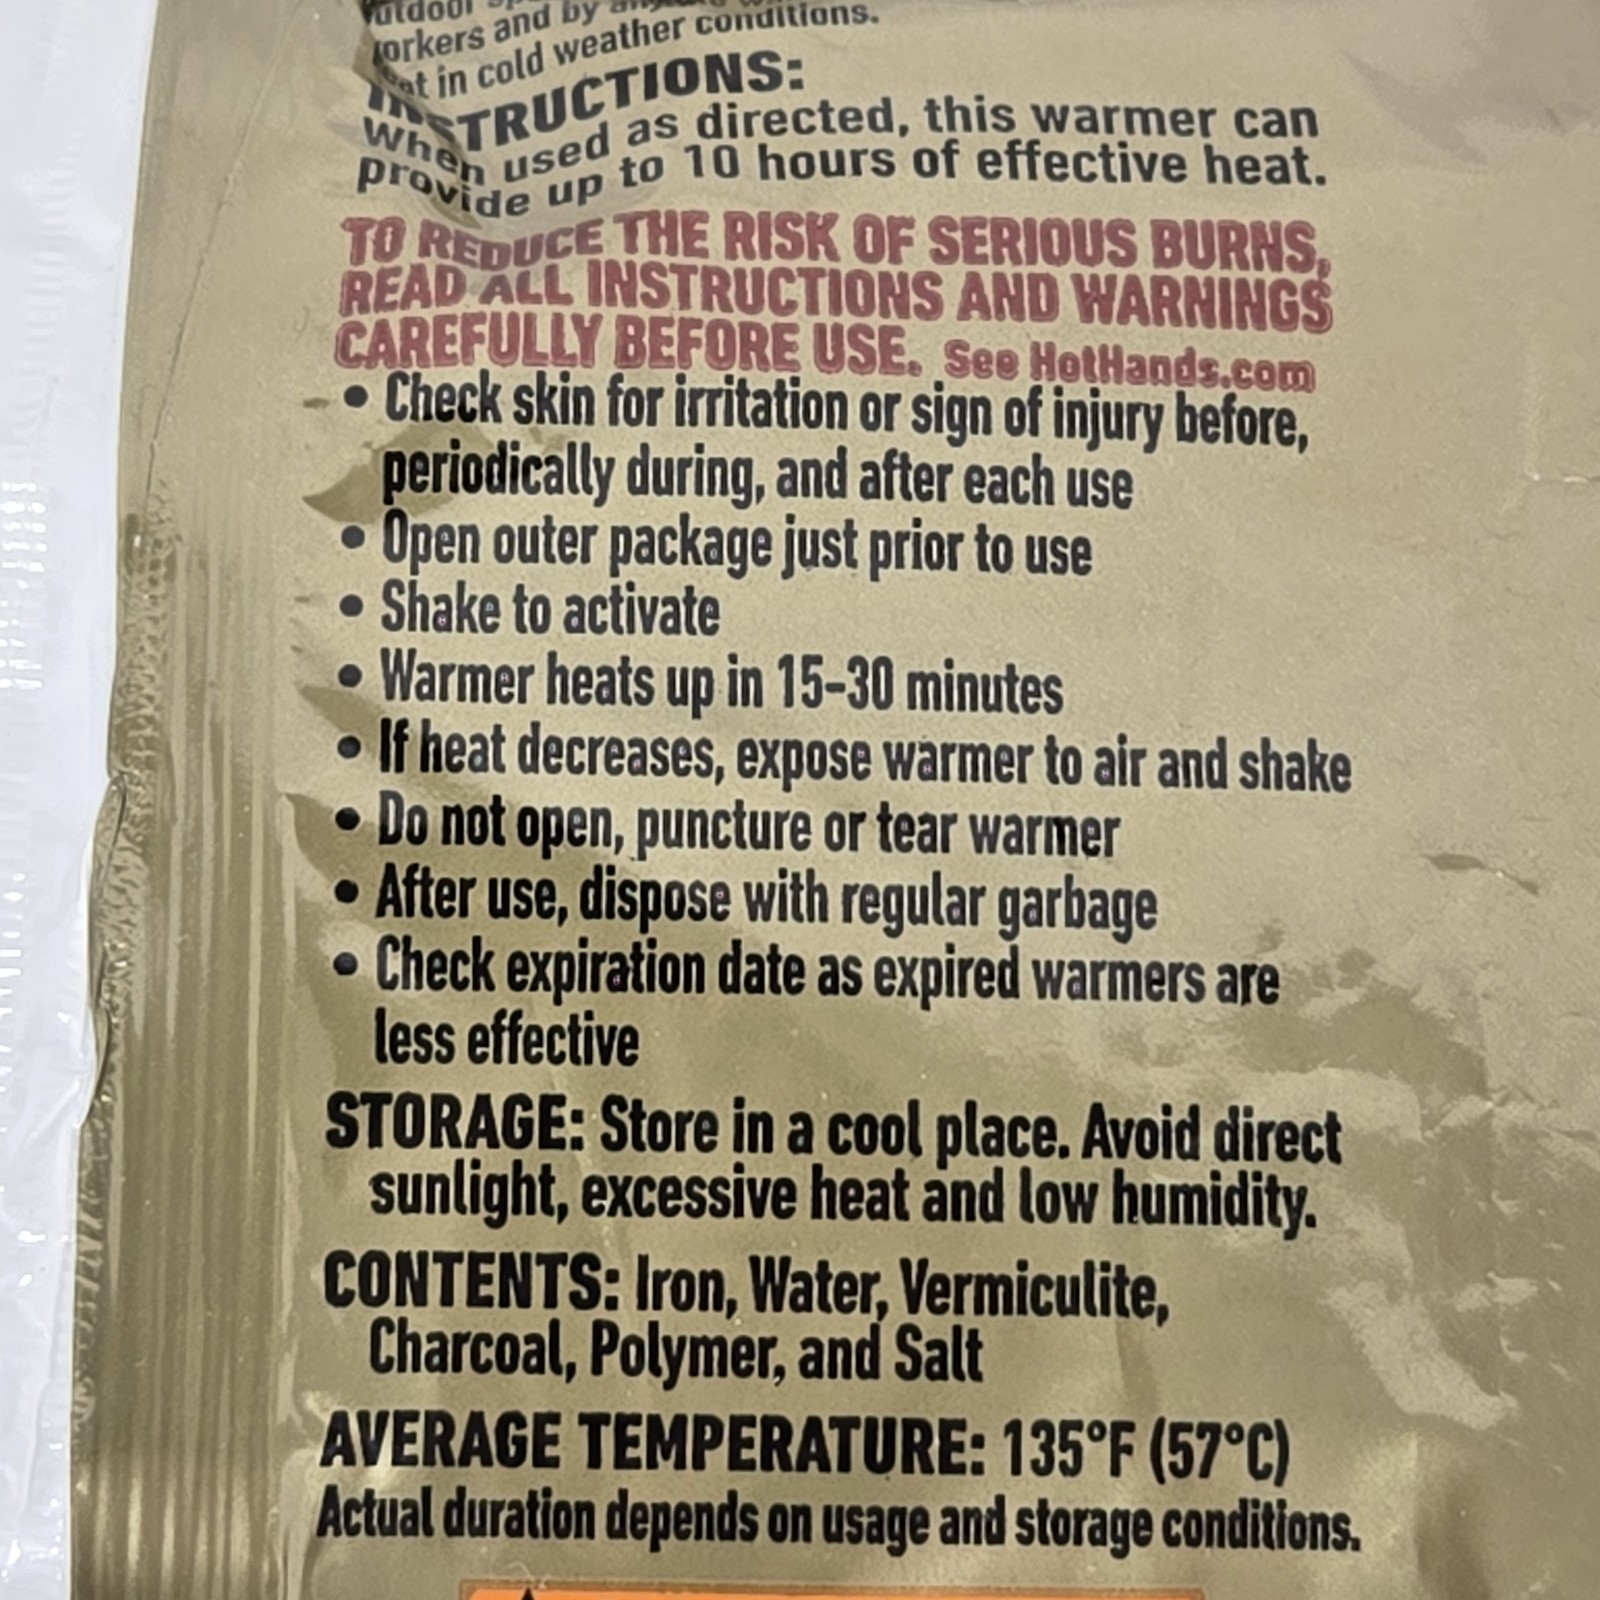 workers and by
in cold weather conditions.
INSTRUCTIONS:
When used as directed, this warmer can
provide up to 10 hours of effective heat.
TO REDUCE THE RISK OF SERIOUS BURNS,
READ ALL INSTRUCTIONS AND WARNINGS
CAREFULLY BEFORE USE. See HotHands.com
• Check skin for irritation or sign of injury before,
periodically during, and after each use
• Open outer package just prior to use
• Shake to activate
• Warmer heats up in 15-30 minutes
• If heat decreases, expose warmer to air and shake
• Do not open, puncture or tear warmer
• After use, dispose with regular garbage
• Check expiration date as expired warmers are
less effective
STORAGE: Store in a cool place. Avoid direct
sunlight, excessive heat and low humidity.
CONTENTS: Iron, Water, Vermiculite,
Charcoal, Polymer, and Salt
AVERAGE TEMPERATURE: 135°F (57°C)
Actual duration depends on usage and storage conditions.